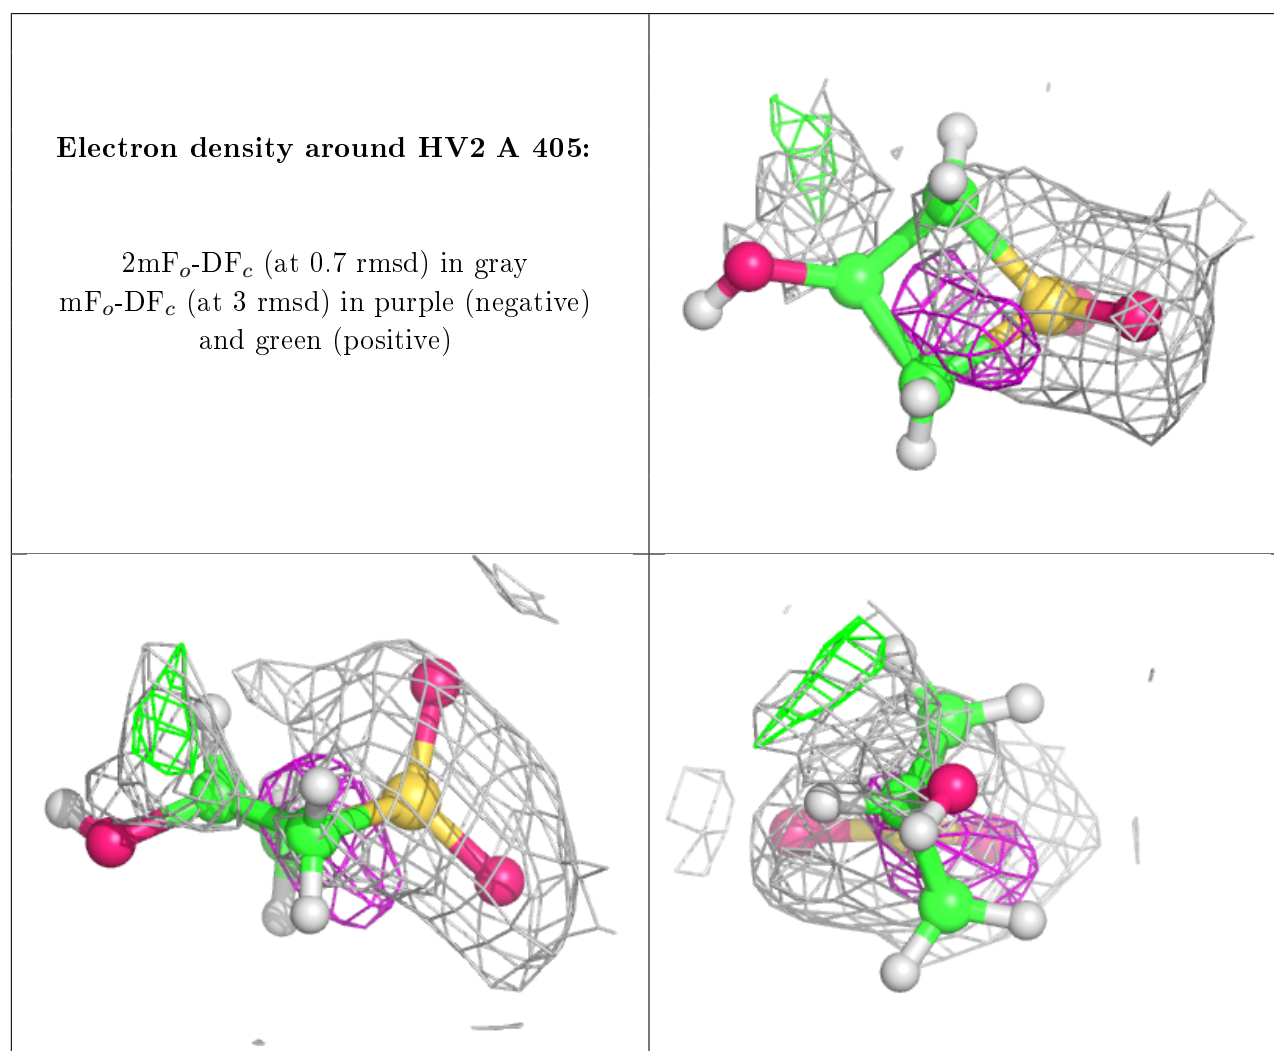 Electron density around HV2 A 405:
2mFₒ-DF𝒸 (at 0.7 rmsd) in gray
mFₒ-DF𝒸 (at 3 rmsd) in purple (negative)
and green (positive)